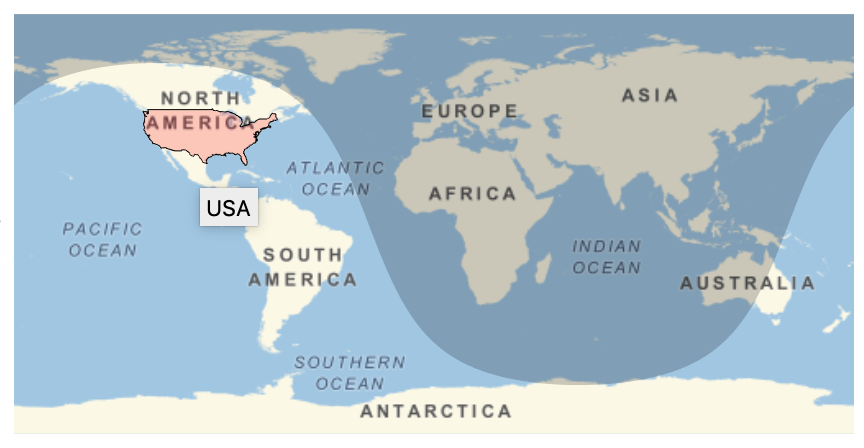 NORTH
AMERICA
EUROPE
ASIA
ATLANTIC
OCEAN
AFRICA
USA
PACIFIC
OCEAN
SOUTH
AMERICA
INDIAN
OCEAN
AUSTRALIA
SOUTHERN
OCEAN
ANTARCTICA